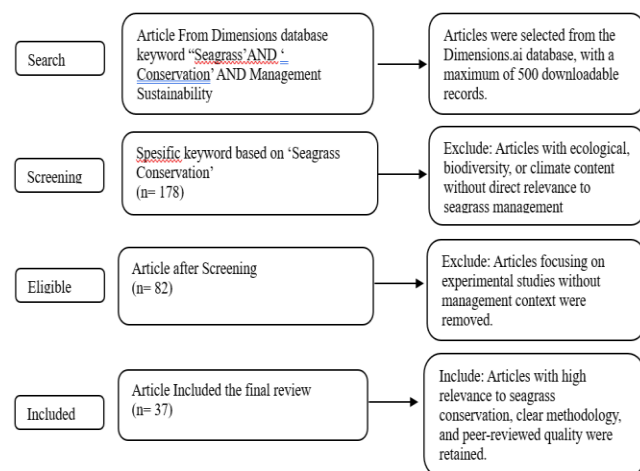 Search
Article From Dimensions database
keyword “Seagrass’AND ‘
Conservation’ AND Management
Sustainability
Articles were selected from the
Dimensions.ai database, with a
maximum of 500 downloadable
records.
Screening
Spesific keyword based on ‘Seagrass
Conservation’
(n= 178)
Exclude: Articles with ecological,
biodiversity, or climate content
without direct relevance to
seagrass management
Eligible
Article after Screening
(n= 82)
Exclude: Articles focusing on
experimental studies without
management context were
removed.
Included
Article Included the final review
(n= 37)
Include: Articles with high
relevance to seagrass
conservation, clear methodology,
and peer-reviewed quality were
retained.